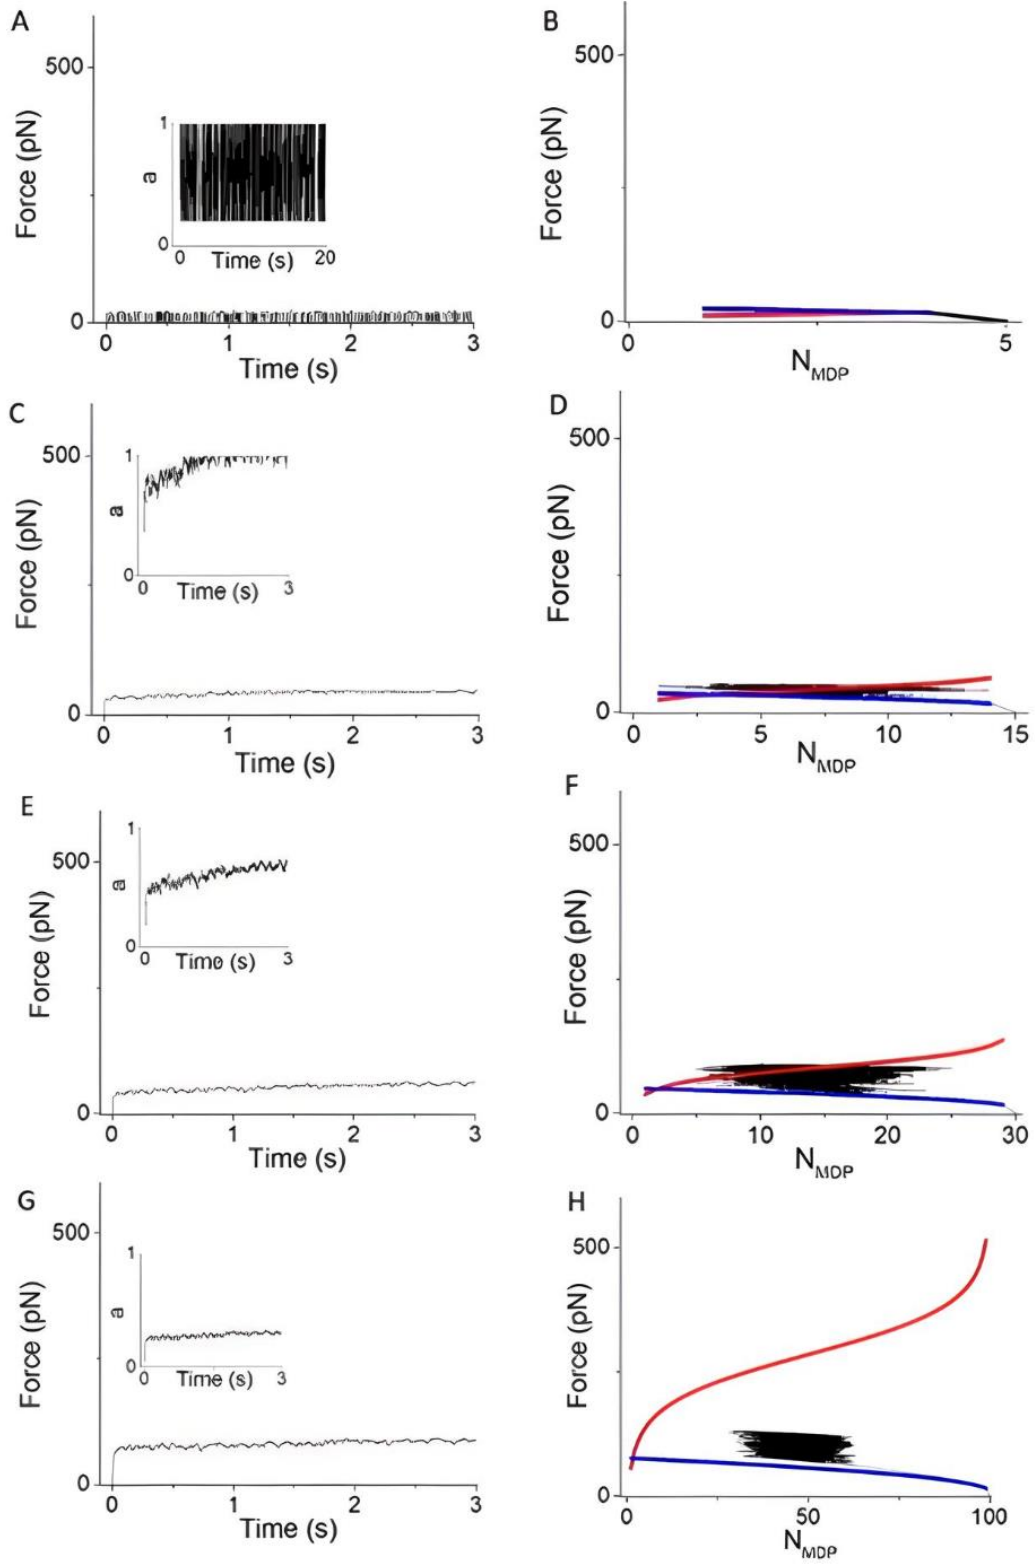 A
500
Force (pN)
0
0 1 2 3
Time (s)
1
a
0
0 Time (s) 20
B
500
Force (pN)
0
0 5
NMDP
C
500
Force (pN)
0
0 1 2 3
Time (s)
1
a
0
0 Time (s) 3
D
500
Force (pN)
0
0 5 10 15
NMDP
E
500
Force (pN)
0
0 1 2 3
Time (s)
1
a
0
0 Time (s) 3
F
500
Force (pN)
0
0 10 20 30
NMDP
G
500
Force (pN)
0
0 1 2 3
Time (s)
1
a
0
0 Time (s) 3
H
500
Force (pN)
0
0 50 100
NMDP